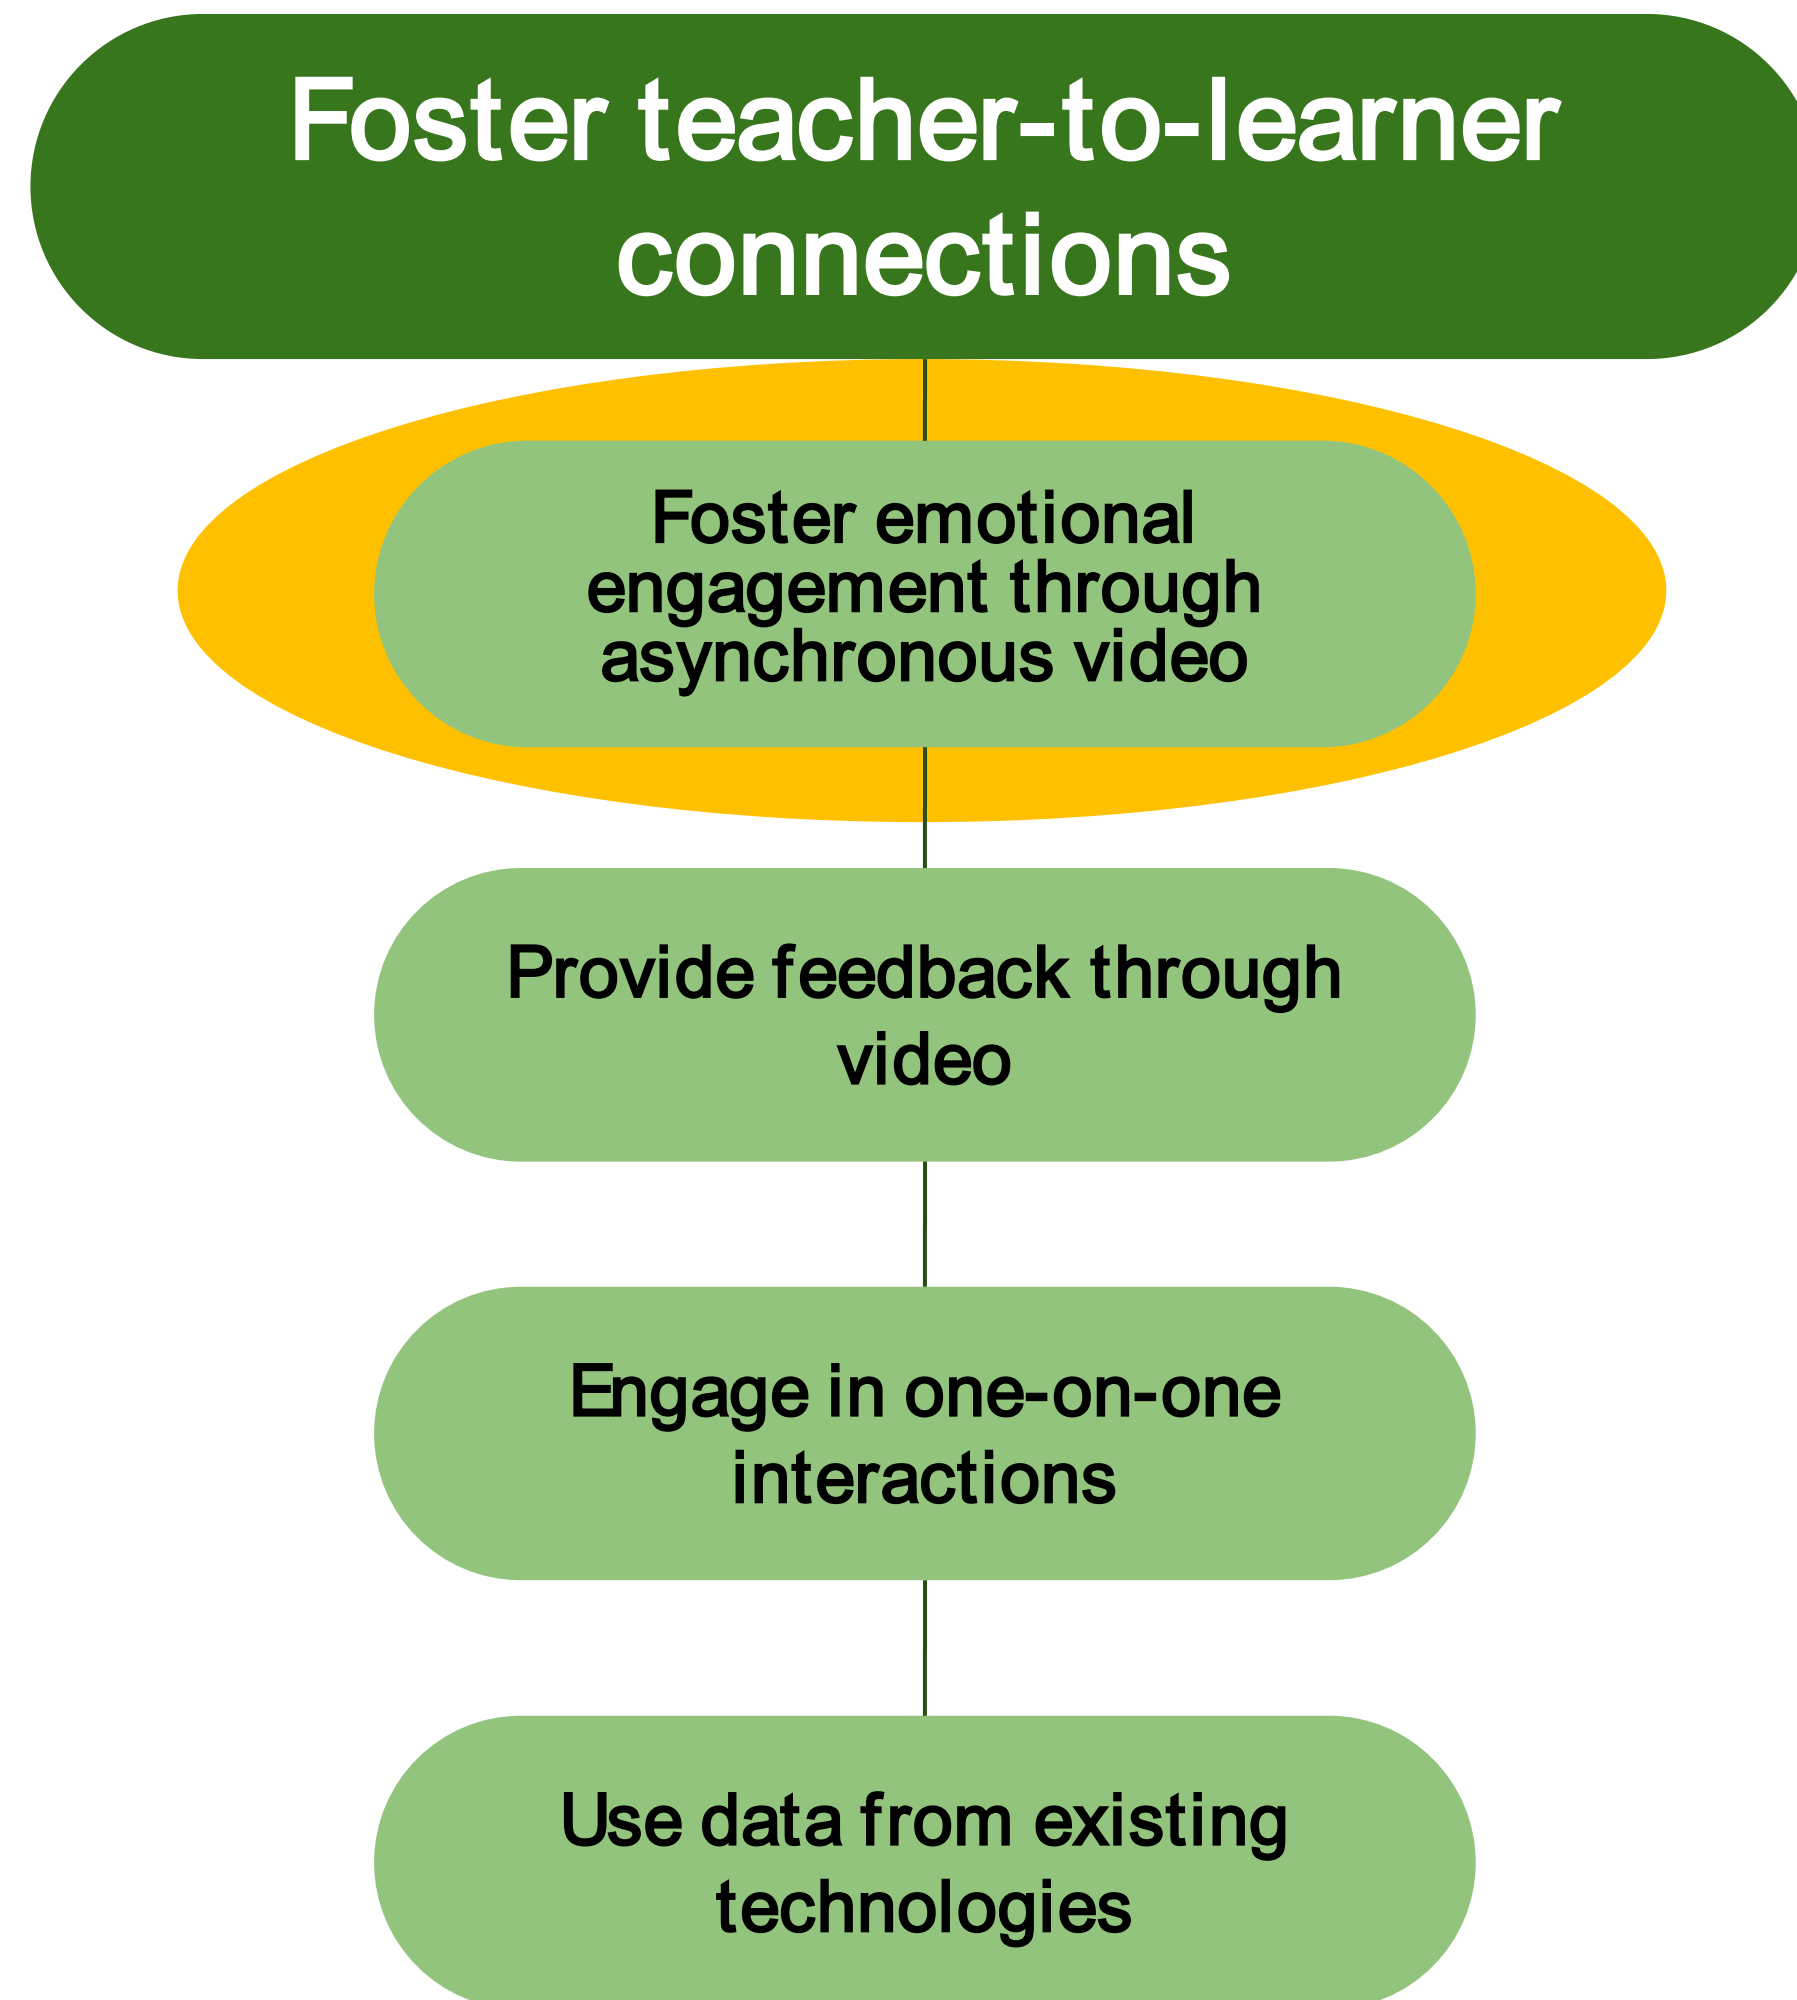 Foster teacher-to-learner
connections
Foster emotional
engagement through
asynchronous video
Provide feedback through
video
Engage in one-on-one
interactions
Use data from existing
technologies